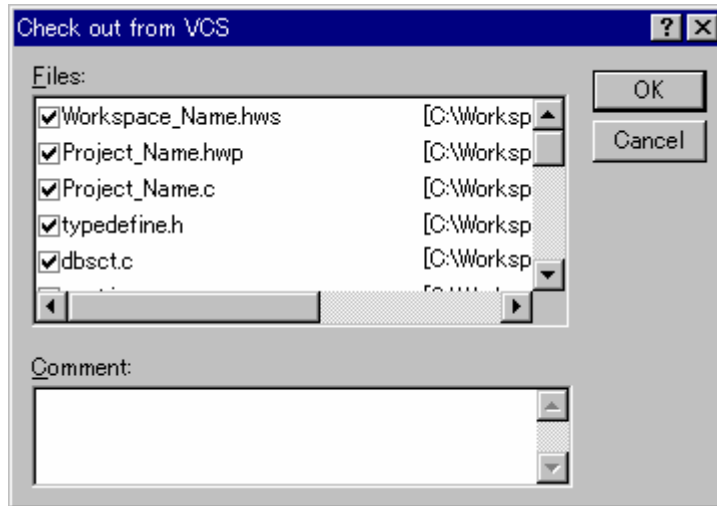 Check out from VCS
Files:
OK
Workspace_Name.hws [C:\Worksp
Cancel
Project_Name.hwp [C:\Worksp
Project_Name.c [C:\Worksp
typedefine.h [C:\Worksp
dbsct.c [C:\Worksp
Comment: